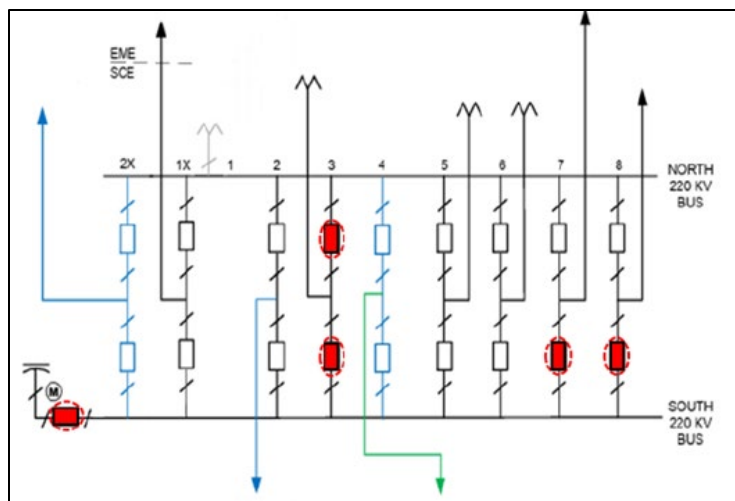 EME
SCE
2X 1X 1 2 3 4 5 6 7 8
NORTH
220 KV
BUS
M
SOUTH
220 KV
BUS